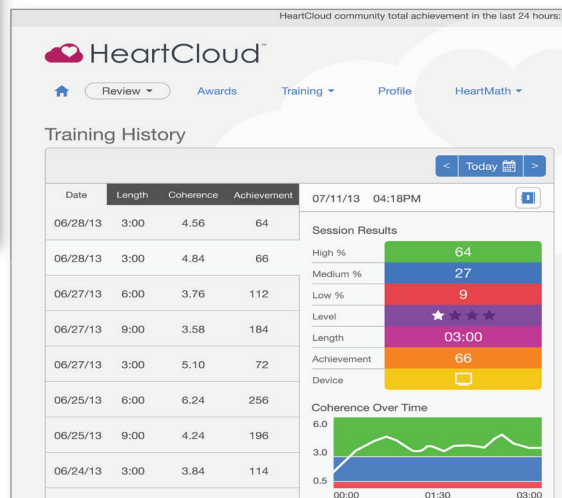 HeartCloud community total achievement in the last 24 hours:
HeartCloud™
Review Awards Training Profile HeartMath
Training History
< Today >
Date Length Coherence Achievement
06/28/13 3:00 4.56 64
06/28/13 3:00 4.84 66
06/27/13 6:00 3.76 112
06/27/13 9:00 3.58 184
06/27/13 3:00 5.10 72
06/25/13 6:00 6.24 256
06/25/13 9:00 4.24 196
06/24/13 3:00 3.84 114
07/11/13 04:18PM
Session Results
High % 64
Medium % 27
Low % 9
Level
Length 03:00
Achievement 66
Device
Coherence Over Time
6.0
3.0
0.5
00:00 01:30 03:00